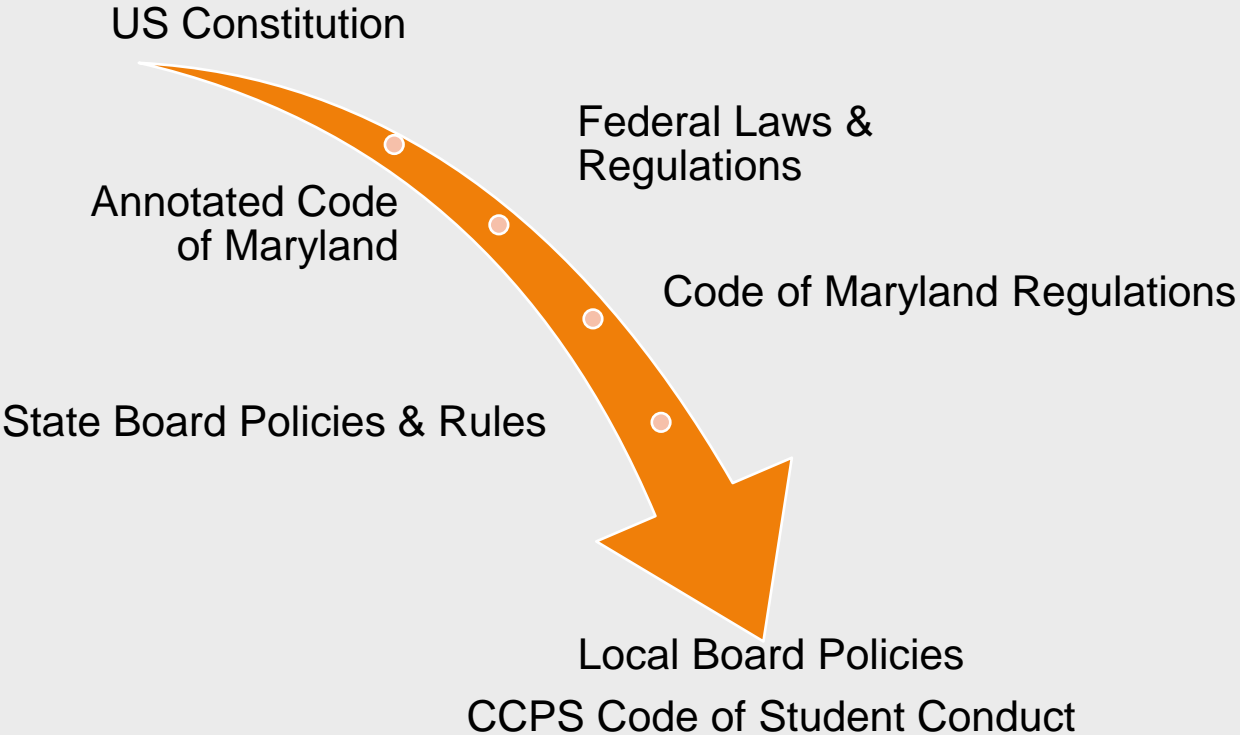 US Constitution
Federal Laws &
Regulations
Annotated Code
of Maryland
Code of Maryland Regulations
State Board Policies & Rules
Local Board Policies
CCPS Code of Student Conduct